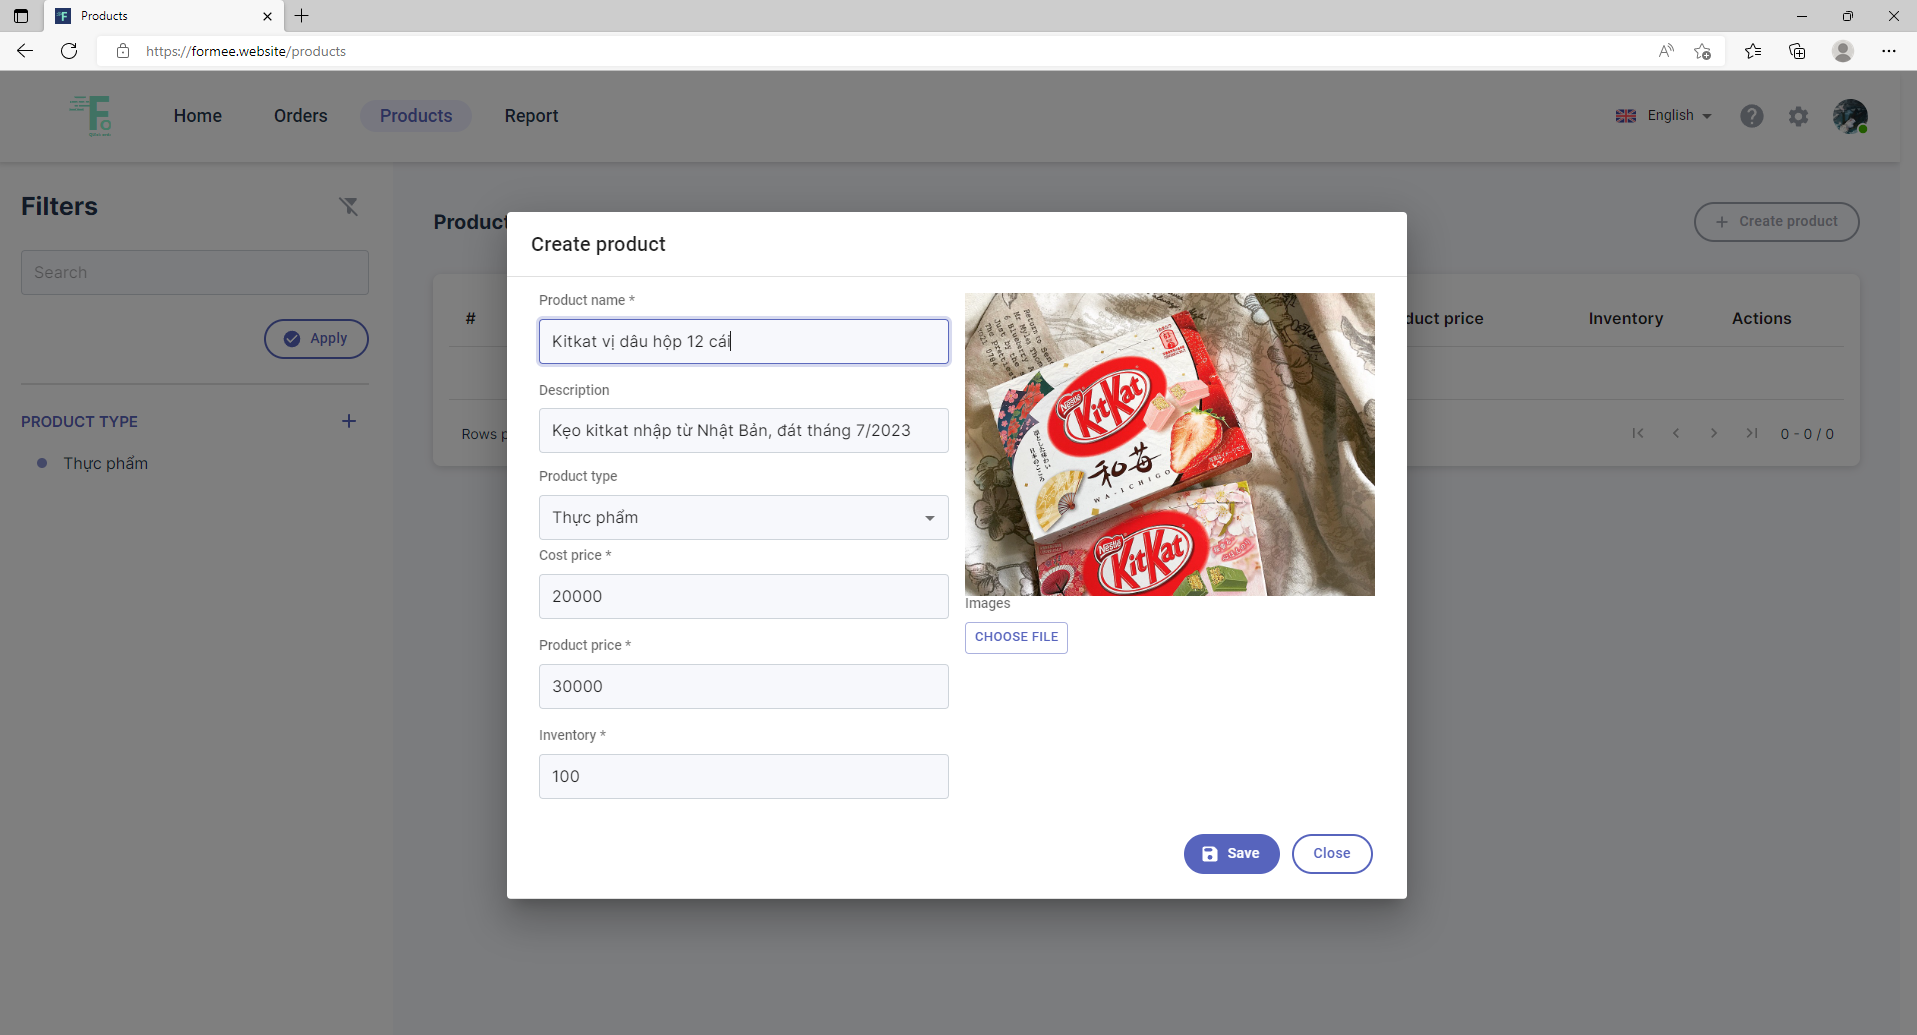 Products
https://formee.website/products
Home
Orders
Products
Report
English
Filters
Search
Apply
PRODUCT TYPE
Thực phẩm
Product
Create product
#
duct price
Inventory
Actions
Rows p
0 - 0 / 0
Create product
Product name *
Kitkat vị dâu hộp 12 cái
Description
Kẹo kitkat nhập từ Nhật Bản, đát tháng 7/2023
Product type
Thực phẩm
Cost price *
20000
Product price *
30000
Inventory *
100
Nestlé
KitKat
和苺
WA-ICHIGO
Nestlé
KitKat
Images
CHOOSE FILE
Save
Close